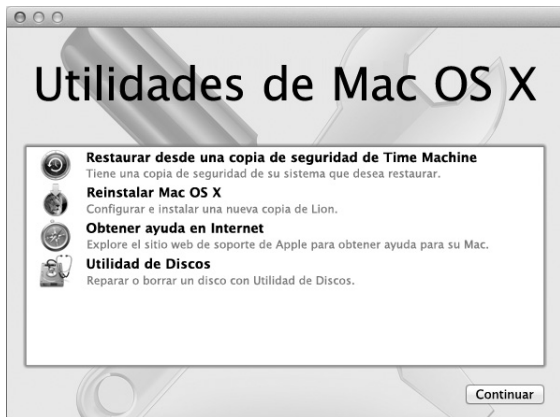 Utilidades de Mac OS X
Restaurar desde una copia de seguridad de Time Machine
Tiene una copia de seguridad de su sistema que desea restaurar.
Reinstalar Mac OS X
Configurar e instalar una nueva copia de Lion.
Obtener ayuda en Internet
Explore el sitio web de soporte de Apple para obtener ayuda para su Mac.
Utilidad de Discos
Reparar o borrar un disco con Utilidad de Discos.
Continuar